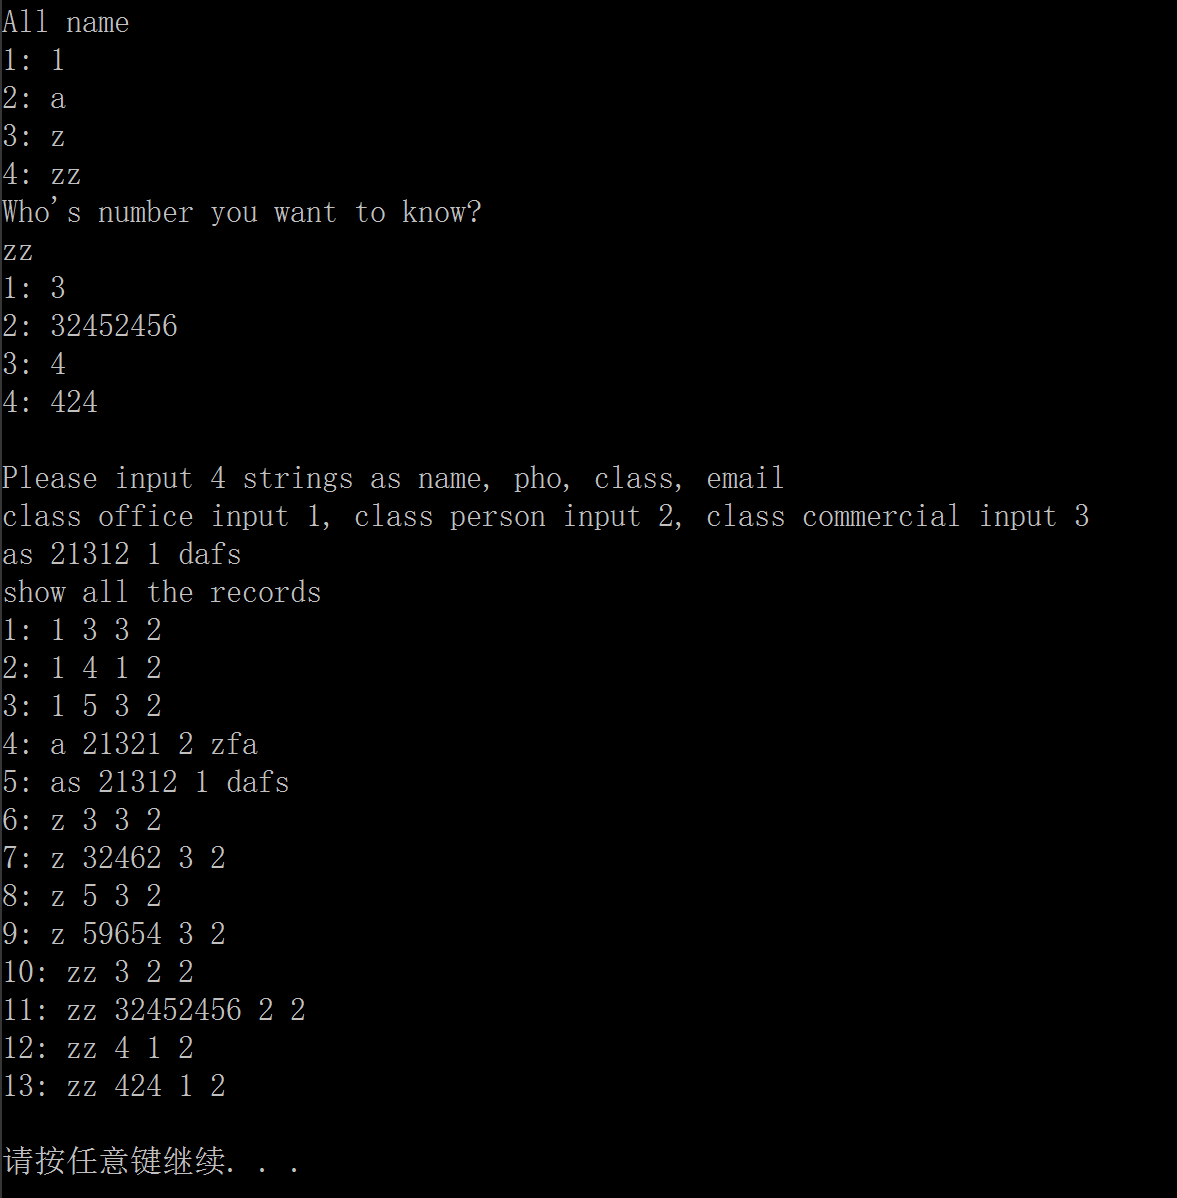 All name
1: 1
2: a
3: z
4: zz
Who's number you want to know?
zz
1: 3
2: 32452456
3: 4
4: 424
Please input 4 strings as name, pho, class, email
class office input 1, class person input 2, class commercial input 3
as 21312 1 dafs
show all the records
1: 1 3 3 2
2: 1 4 1 2
3: 1 5 3 2
4: a 21321 2 zfa
5: as 21312 1 dafs
6: z 3 3 2
7: z 32462 3 2
8: z 5 3 2
9: z 59654 3 2
10: zz 3 2 2
11: zz 32452456 2 2
12: zz 4 1 2
13: zz 424 1 2
请按任意键继续. . .